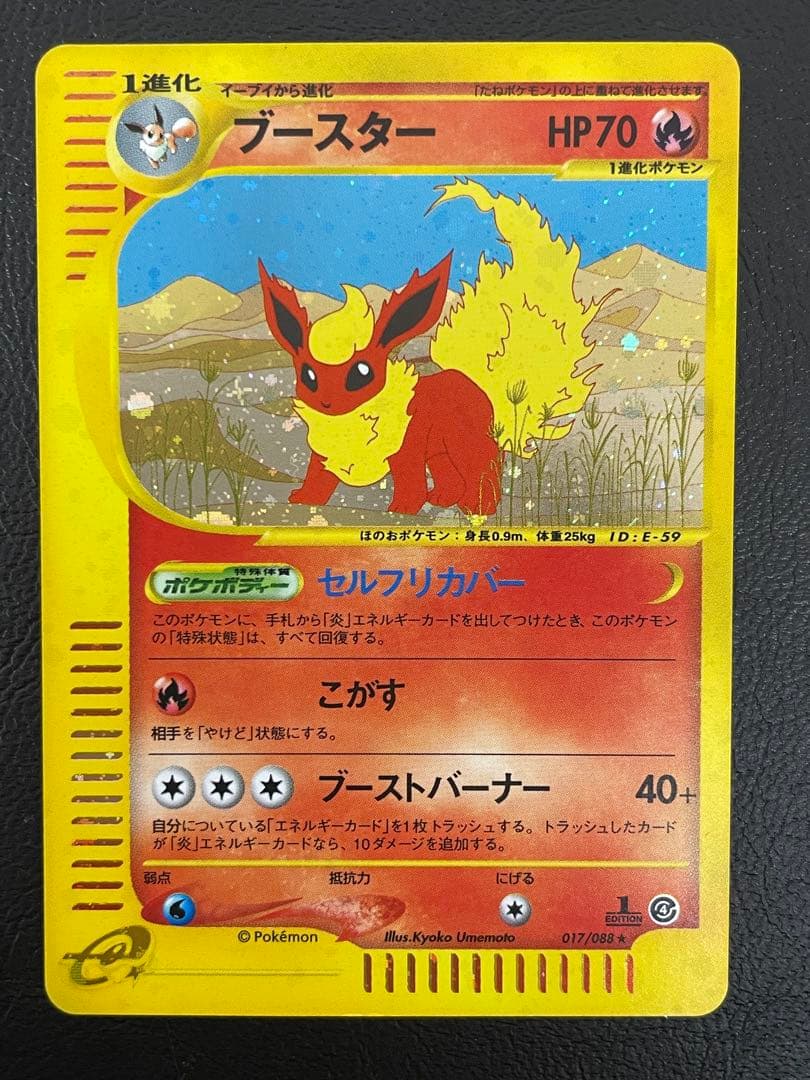 1進化
イーブイから進化
「たねポケモン」の上に重ねて進化させます
ブースター
HP70
1進化ポケモン
ほのおポケモン：身長0.9m、体重25kg ID:E-59
特殊体質
ポケボディー
セルフリカバー
このポケモンに、手札から「炎」エネルギーカードを出してつけたとき、このポケモン
の「特殊状態」は、すべて回復する。
こがす
相手を「やけど」状態にする。
ブーストバーナー 40+
自分についている「エネルギーカード」を1枚トラッシュする。トラッシュしたカード
が「炎」エネルギーカードなら、10ダメージを追加する。
弱点 抵抗力 にげる
1
EDITION
4
© Pokémon Illus.Kyoko Umemoto 017/088★
e